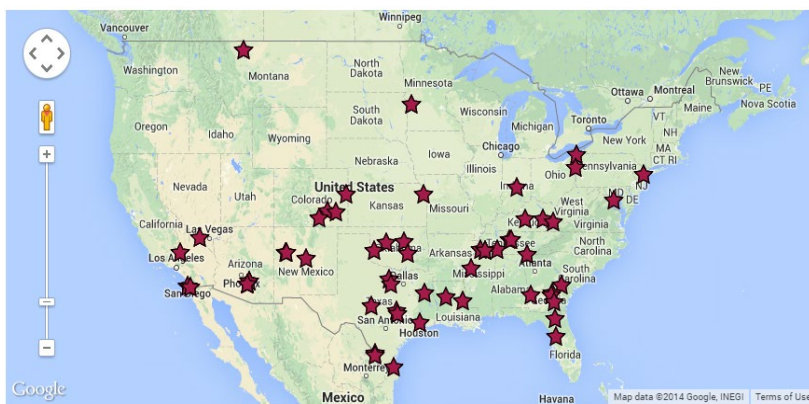 Winnipeg
Vancouver
Washington
Montana
North
Dakota
Minnesota
Ottawa
Montreal
New
Brunswick
PE
Nova Scotia
Maine
Oregon
Idaho
South
Dakota
Wisconsin
Michigan
Toronto
VT
NH
New York
MA
CT RI
Wyoming
Chicago
Iowa
Nebraska
Illinois
Ohio
Pennsylvania
NJ
Nevada
Utah
Colorado
United States
Kansas
Missouri
West
Virginia
DE
Virginia
California
Las Vegas
Los Angeles
Arizona
New Mexico
Arkansas
Tennessee
North
Carolina
Mississippi
Atlanta
South
Carolina
Alabama
San Diego
Dallas
Texas
Louisiana
San Antonio
Houston
Florida
Monterrey
Mexico
Havana
Google
Map data ©2014 Google, INEGI
Terms of Use